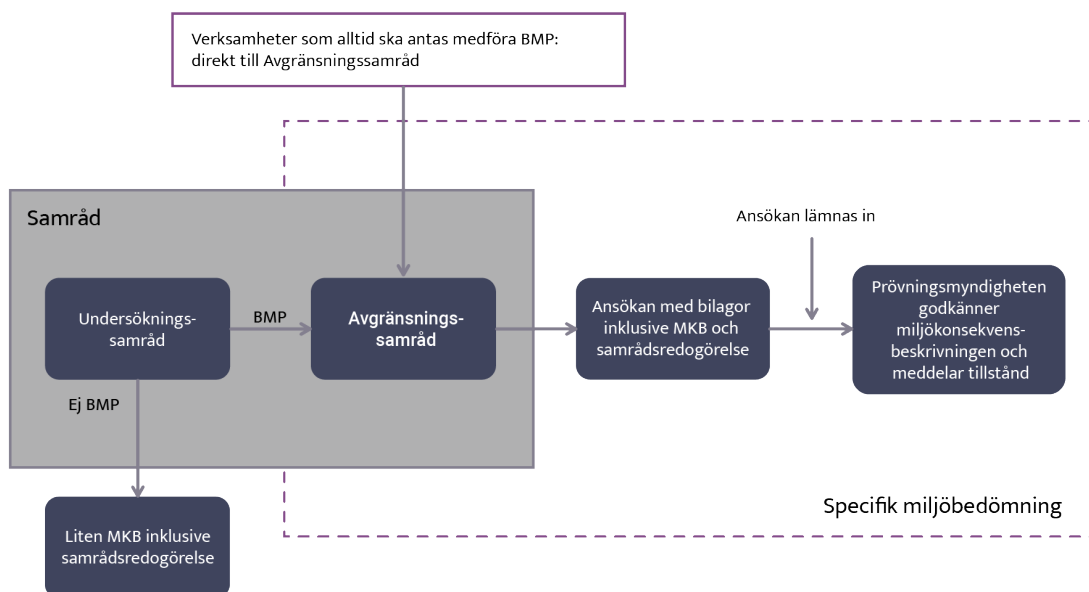 Verksamheter som alltid ska antas medföra BMP:
direkt till Avgränsningssamråd
Samråd
Undersöknings-
samråd
BMP
Avgränsnings-
samråd
Ej BMP
Liten MKB inklusive
samrådsredogörelse
Ansökan med bilagor
inklusive MKB och
samrådsredogörelse
Ansökan lämnas in
Prövningsmyndigheten
godkänner
miljökonsekvens-
beskrivningen och
meddelar tillstånd
Specifik miljöbedömning